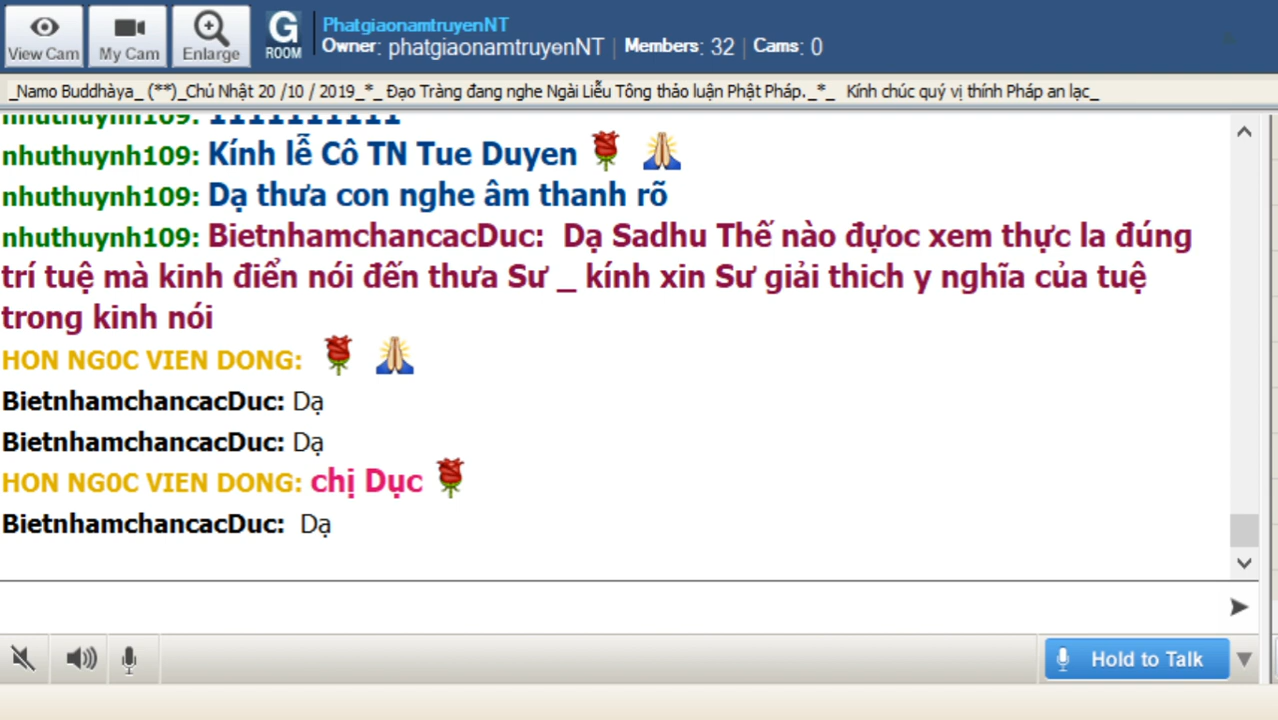 View Cam
My Cam
Enlarge
G
ROOM
PhatgiaonamtruyenNT
Owner: phatgiaonamtruyenNT | Members: 32 | Cams: 0
_Namo Buddhàya_ (**)_Chủ Nhật 20 /10 / 2019_*_ Đạo Tràng đang nghe Ngài Liễu Tông thảo luận Phật Pháp._*_ Kính chúc quý vị thính Pháp an lạc_
nhuthuynh109: 1111111111
nhuthuynh109: Kính lễ Cô TN Tue Duyen
nhuthuynh109: Dạ thưa con nghe âm thanh rõ
nhuthuynh109: BietnhamchancacDuc: Dạ Sadhu Thế nào đựoc xem thực la đúng
trí tuệ mà kinh điển nói đến thưa Sư _ kính xin Sư giải thich y nghĩa của tuệ
trong kinh nói
HON NG0C VIEN DONG:
BietnhamchancacDuc: Dạ
BietnhamchancacDuc: Dạ
HON NG0C VIEN DONG: chị Dục
BietnhamchancacDuc: Dạ
Hold to Talk